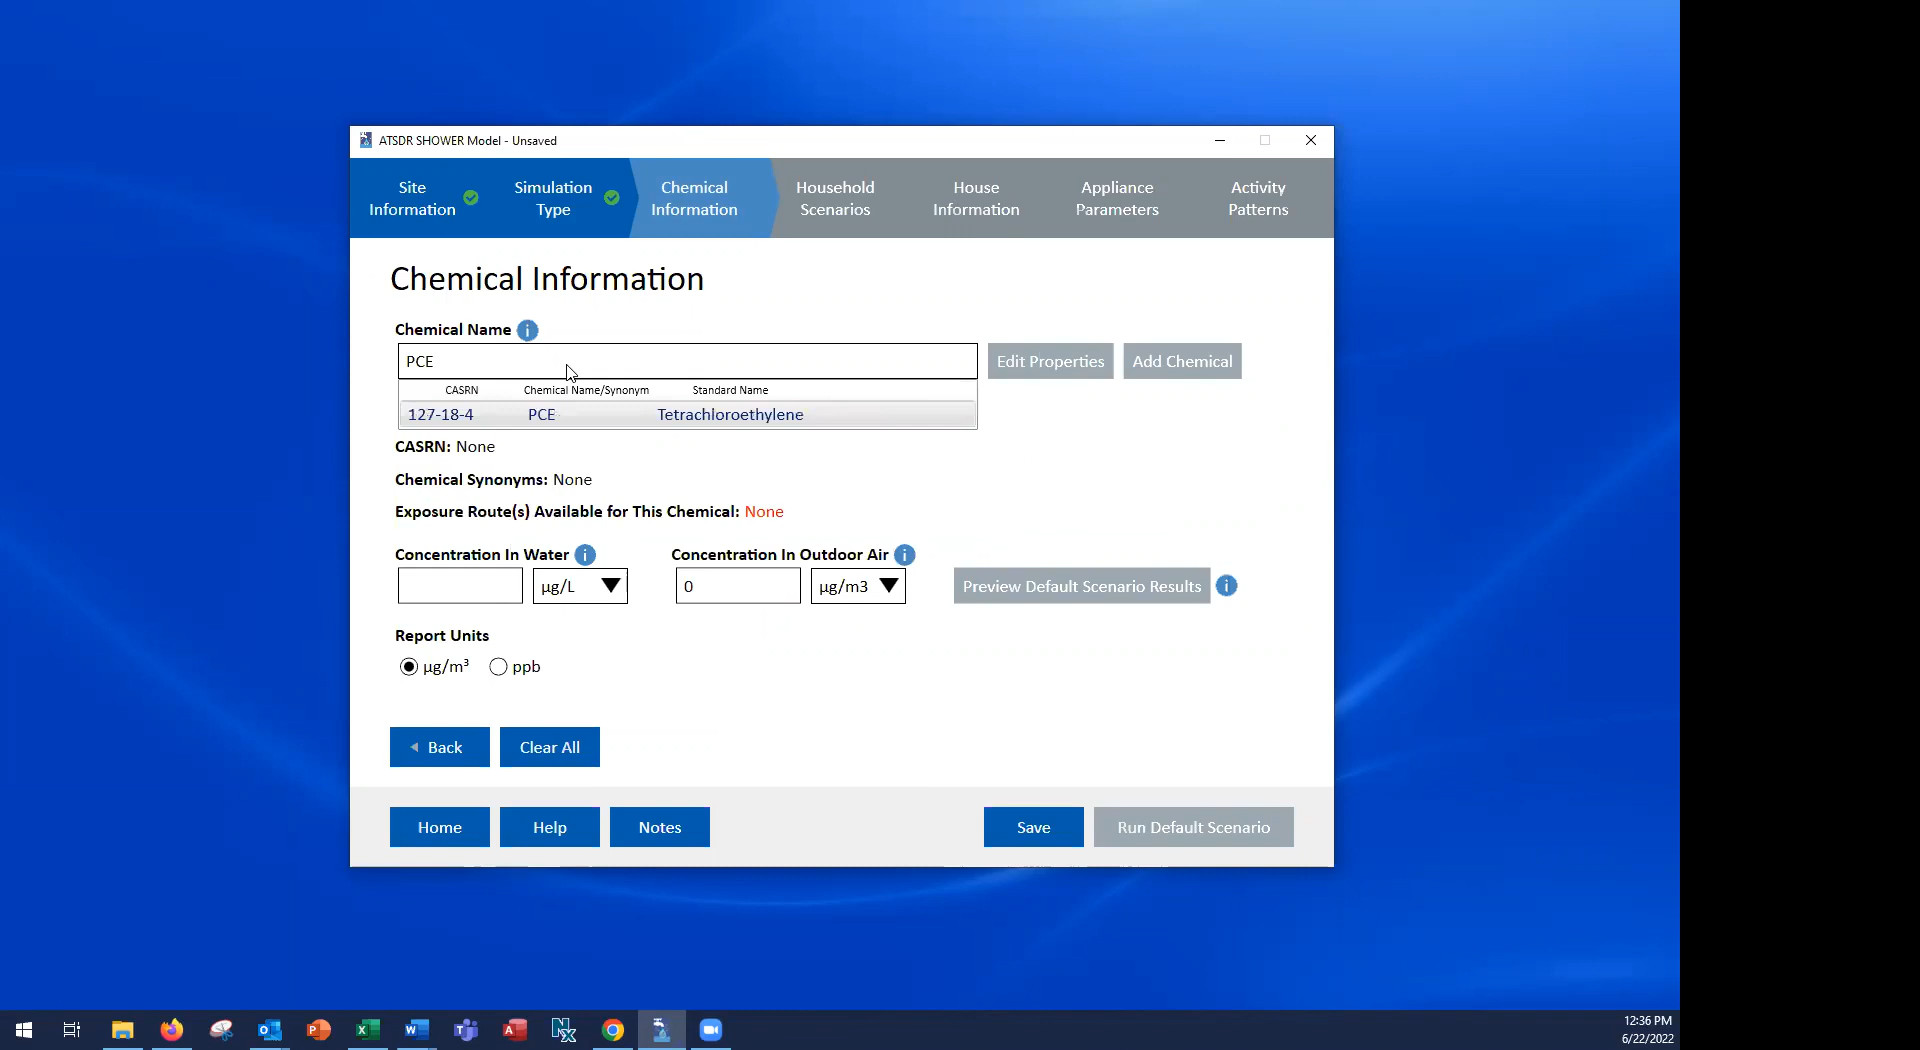 ATSDR SHOWER Model - Unsaved
Site Information
Simulation Type
Chemical Information
Household Scenarios
House Information
Appliance Parameters
Activity Patterns
Chemical Information
Chemical Name
PCE
Edit Properties
Add Chemical
CASRN Chemical Name/Synonym Standard Name
127-18-4 PCE Tetrachloroethylene
CASRN: None
Chemical Synonyms: None
Exposure Route(s) Available for This Chemical: None
Concentration In Water
Concentration In Outdoor Air
µg/L
0
µg/m3
Preview Default Scenario Results
Report Units
µg/m³ ppb
Back
Clear All
Home
Help
Notes
Save
Run Default Scenario
12:36 PM
6/22/2022